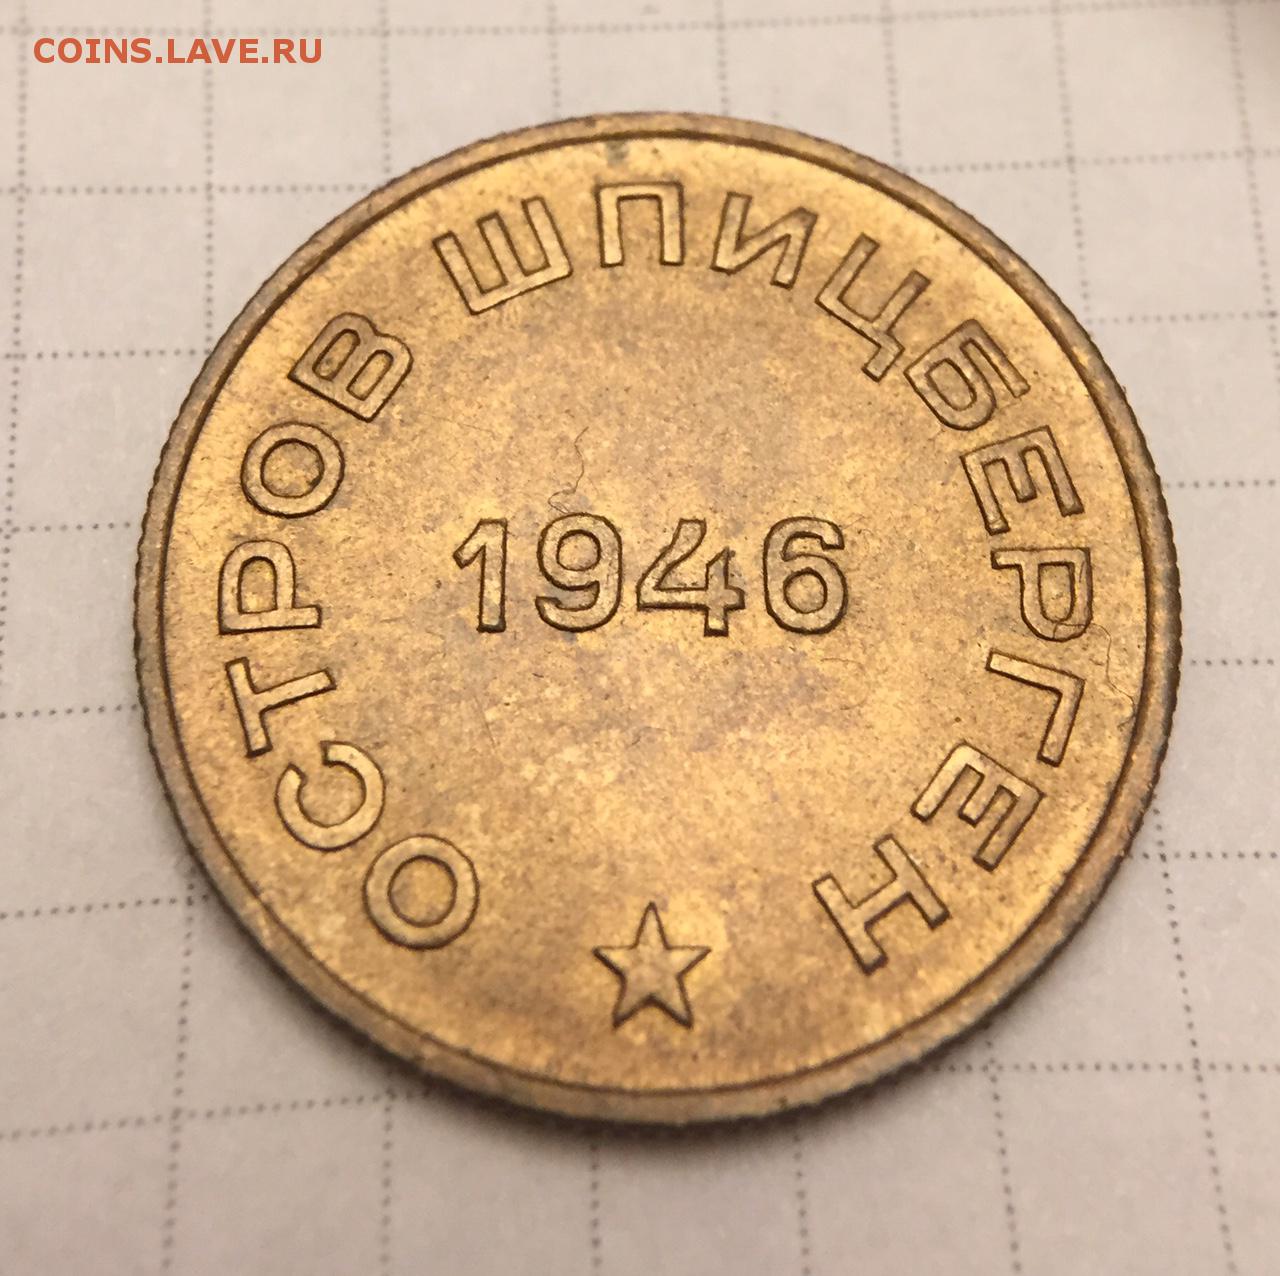 COINS.LAVE.RU
ОСТРОВ ШПИЦБЕРГЕН
1946